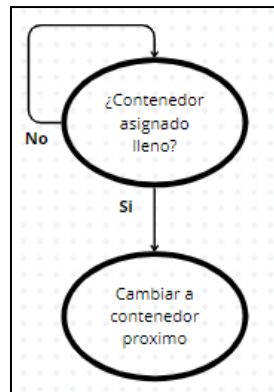 ¿Contenedor
asignado
lleno?
No
Si
Cambiar a
contenedor
proximo